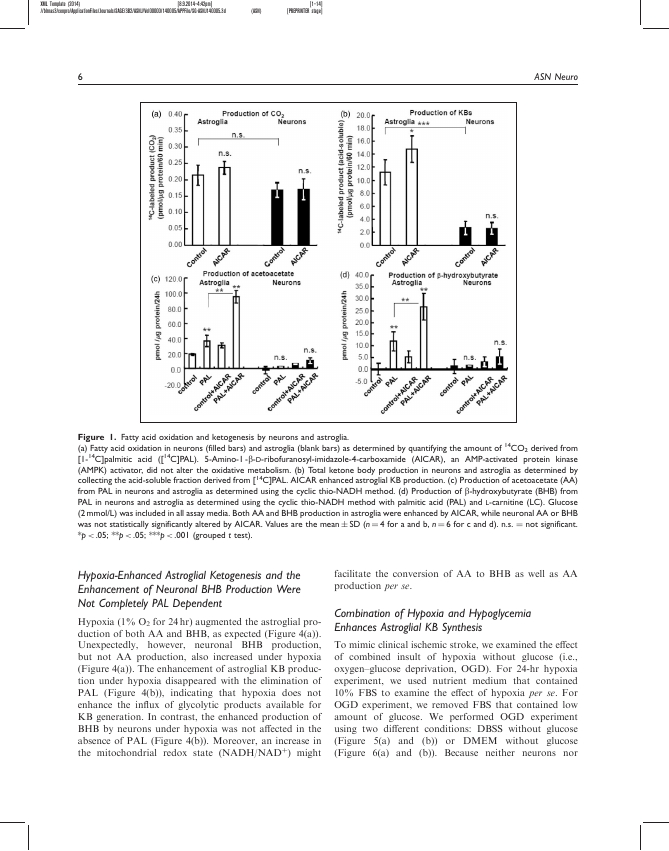 XML Template (2014) [8.9.2014–4:42pm] [1–14]
(ASN) [PREPRINTER stage]
6 ASN Neuro
(a) Production of CO2
Astroglia Neurons
n.s.
n.s.
n.s.
14C-labeled product (CO2)
(pmol/μg protein/60 min)
0.40
0.35
0.30
0.25
0.20
0.15
0.10
0.05
0.00
Control
AICAR
Control
AICAR
(b) Production of KBs
Astroglia *** Neurons
*
n.s.
14C-labeled product (acid-soluble)
(pmol/μg protein/60 min)
20.0
18.0
16.0
14.0
12.0
10.0
8.0
6.0
4.0
2.0
0.0
Control
AICAR
Control
AICAR
(c) Production of acetoacetate
Astroglia Neurons
**
**
**
n.s.
n.s.
pmol /μg protein/24h
120.0
100.0
80.0
60.0
40.0
20.0
0.0
-20.0
control
PAL
control+AICAR
PAL+AICAR
control
PAL
control+AICAR
PAL+AICAR
(d) Production of β-hydroxybutyrate
Astroglia Neurons
**
**
**
n.s.
n.s.
pmol /μg protein/24h
40.0
35.0
30.0
25.0
20.0
15.0
10.0
5.0
0.0
-5.0
control
PAL
control+AICAR
PAL+AICAR
control
PAL
control+AICAR
PAL+AICAR
Figure 1. Fatty acid oxidation and ketogenesis by neurons and astroglia.
(a) Fatty acid oxidation in neurons (filled bars) and astroglia (blank bars) as determined by quantifying the amount of 14CO2 derived from
[1-14C]palmitic acid ([14C]PAL). 5-Amino-1-β-D-ribofuranosyl-imidazole-4-carboxamide (AICAR), an AMP-activated protein kinase
(AMPK) activator, did not alter the oxidative metabolism. (b) Total ketone body production in neurons and astroglia as determined by
collecting the acid-soluble fraction derived from [14C]PAL. AICAR enhanced astroglial KB production. (c) Production of acetoacetate (AA)
from PAL in neurons and astroglia as determined using the cyclic thio-NADH method. (d) Production of β-hydroxybutyrate (BHB) from
PAL in neurons and astroglia as determined using the cyclic thio-NADH method with palmitic acid (PAL) and L-carnitine (LC). Glucose
(2 mmol/L) was included in all assay media. Both AA and BHB production in astroglia were enhanced by AICAR, while neuronal AA or BHB
was not statistically significantly altered by AICAR. Values are the mean ± SD (n = 4 for a and b, n = 6 for c and d). n.s. = not significant.
*p < .05; **p < .05; ***p < .001 (grouped t test).
Hypoxia-Enhanced Astroglial Ketogenesis and the
Enhancement of Neuronal BHB Production Were
Not Completely PAL Dependent
Hypoxia (1% O2 for 24 hr) augmented the astroglial pro-
duction of both AA and BHB, as expected (Figure 4(a)).
Unexpectedly, however, neuronal BHB production,
but not AA production, also increased under hypoxia
(Figure 4(a)). The enhancement of astroglial KB produc-
tion under hypoxia disappeared with the elimination of
PAL (Figure 4(b)), indicating that hypoxia does not
enhance the influx of glycolytic products available for
KB generation. In contrast, the enhanced production of
BHB by neurons under hypoxia was not affected in the
absence of PAL (Figure 4(b)). Moreover, an increase in
the mitochondrial redox state (NADH/NAD+) might
facilitate the conversion of AA to BHB as well as AA
production per se.
Combination of Hypoxia and Hypoglycemia
Enhances Astroglial KB Synthesis
To mimic clinical ischemic stroke, we examined the effect
of combined insult of hypoxia without glucose (i.e.,
oxygen–glucose deprivation, OGD). For 24-hr hypoxia
experiment, we used nutrient medium that contained
10% FBS to examine the effect of hypoxia per se. For
OGD experiment, we removed FBS that contained low
amount of glucose. We performed OGD experiment
using two different conditions: DBSS without glucose
(Figure 5(a) and (b)) or DMEM without glucose
(Figure 6(a) and (b)). Because neither neurons nor